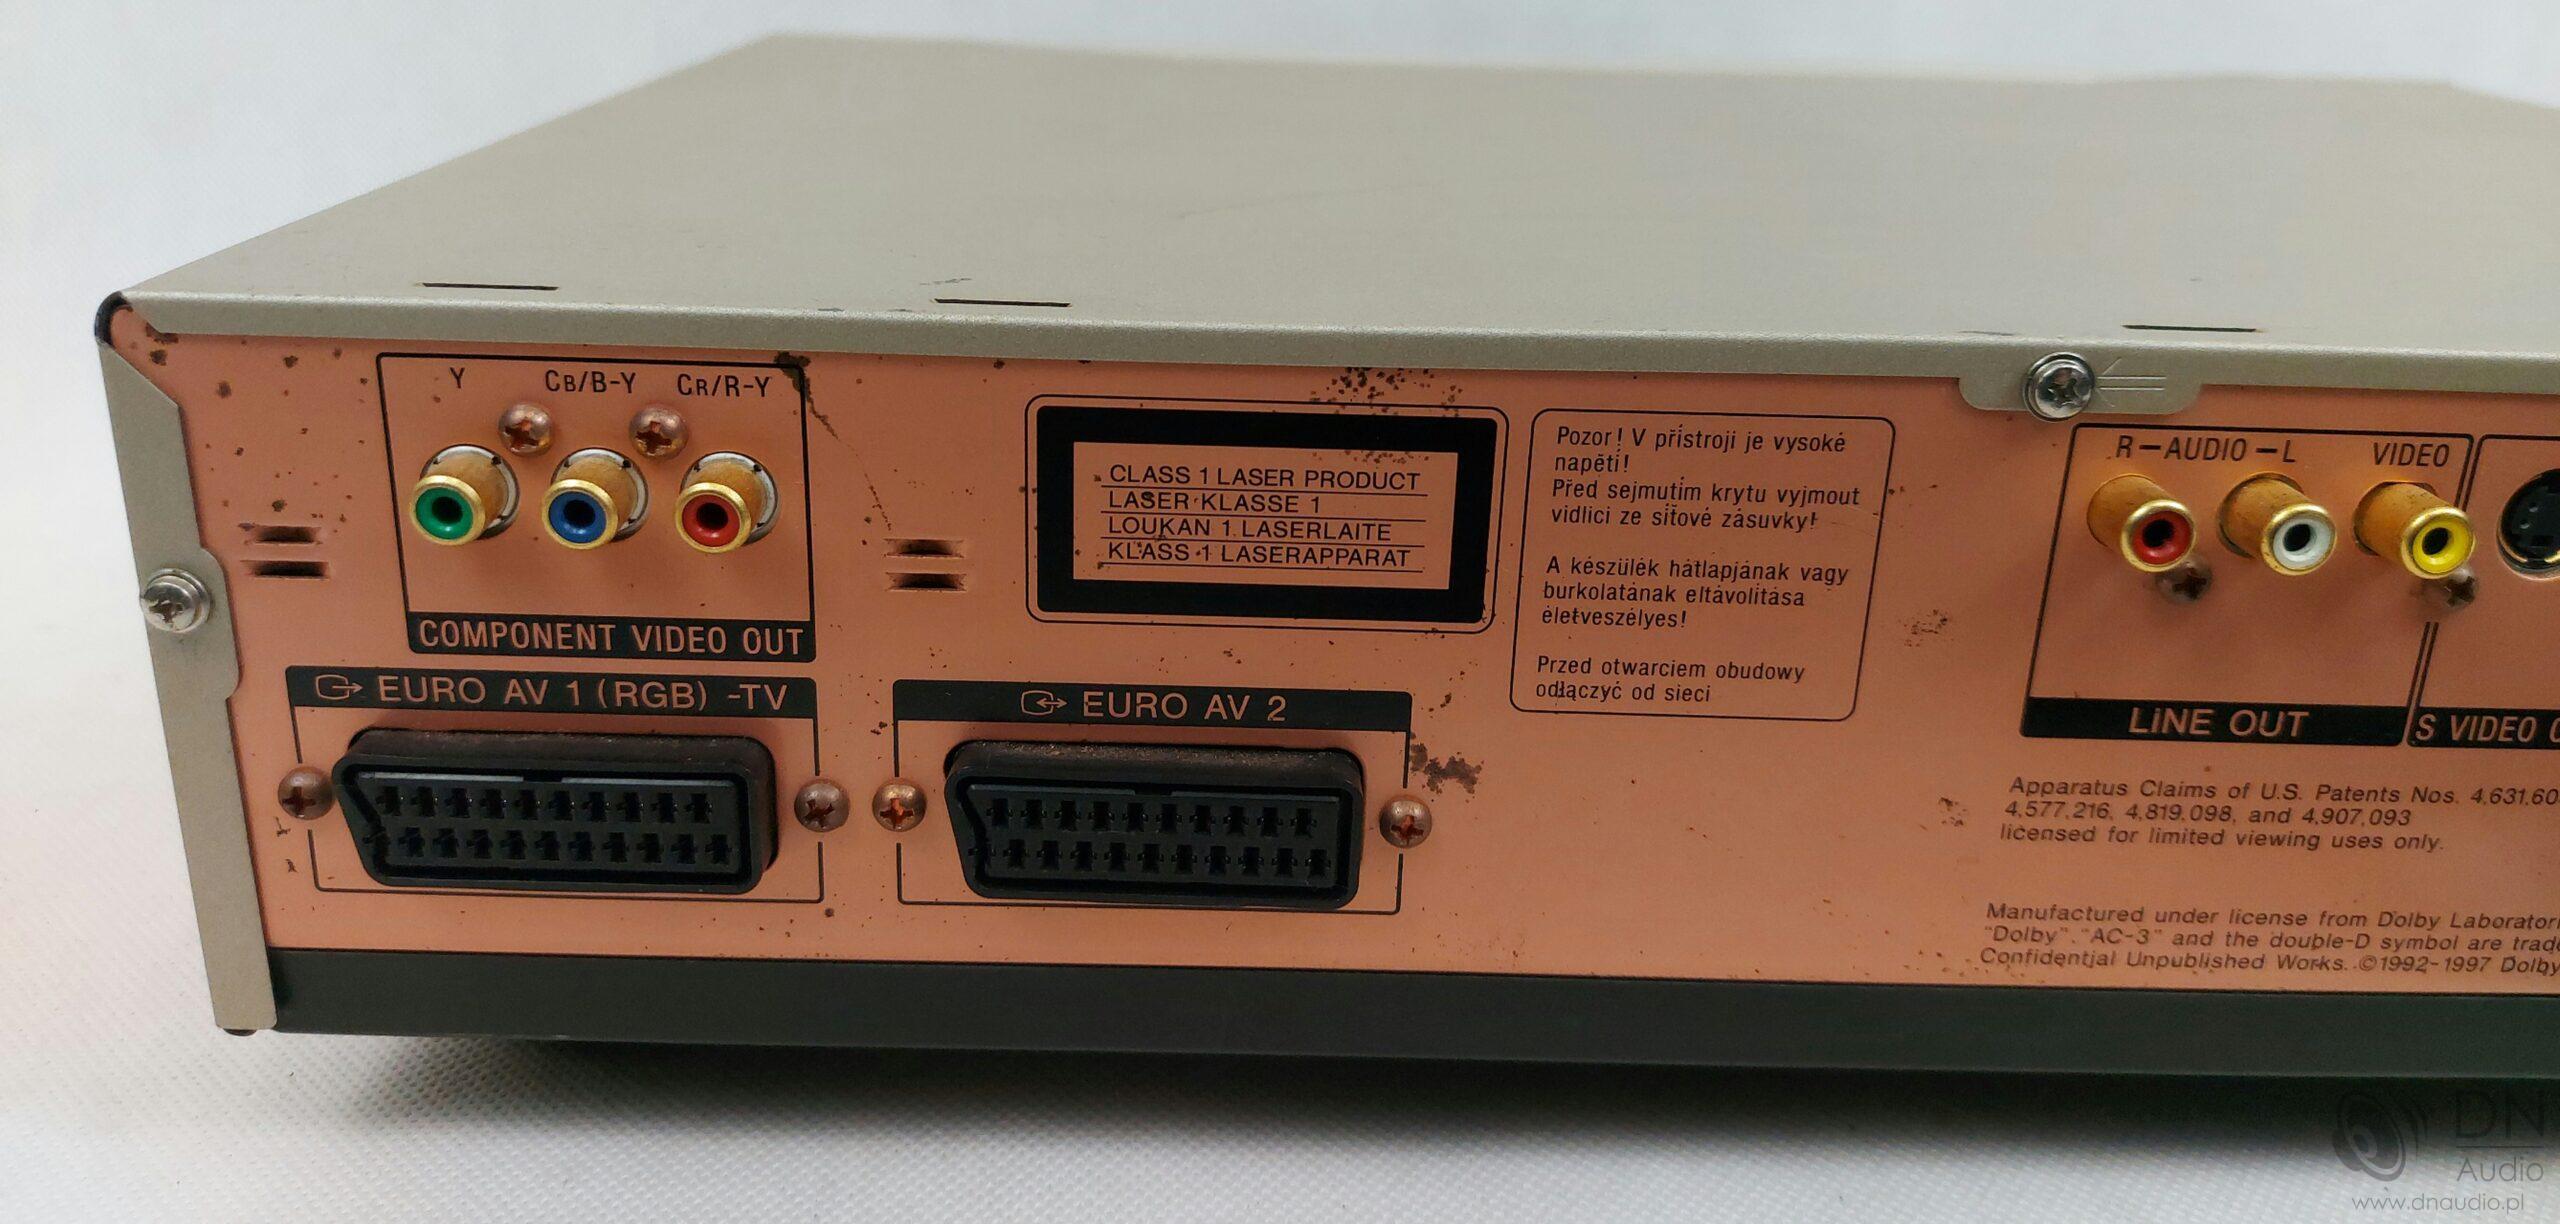 Y CB/B-Y CR/R-Y
COMPONENT VIDEO OUT
EURO AV 1 (RGB) -TV
EURO AV 2
CLASS 1 LASER PRODUCT
LASER KLASSE 1
LOUKAN 1 LASERLAITE
KLASS 1 LASERAPPARAT
Pozor! V přístroji je vysoké
napětí!
Před sejmutím krytu vyjmout
vidlici ze síťové zásuvky!
A készülék hátlapjának vagy
burkolatának eltávolítása
életveszélyes!
Przed otwarciem obudowy
odłączyć od sieci
R-AUDIO-L VIDEO
LINE OUT
S VIDEO
Apparatus Claims of U.S. Patents Nos.
4,577,216, 4,819,098, and 4,907,093
licensed for limited viewing uses only.
Manufactured under license from Dolby
"Dolby", "AC-3" and the double-D symbol are
Confidential Unpublished Works. ©1992-1997 Dolby
DN
Audio
www.dnaudio.pl